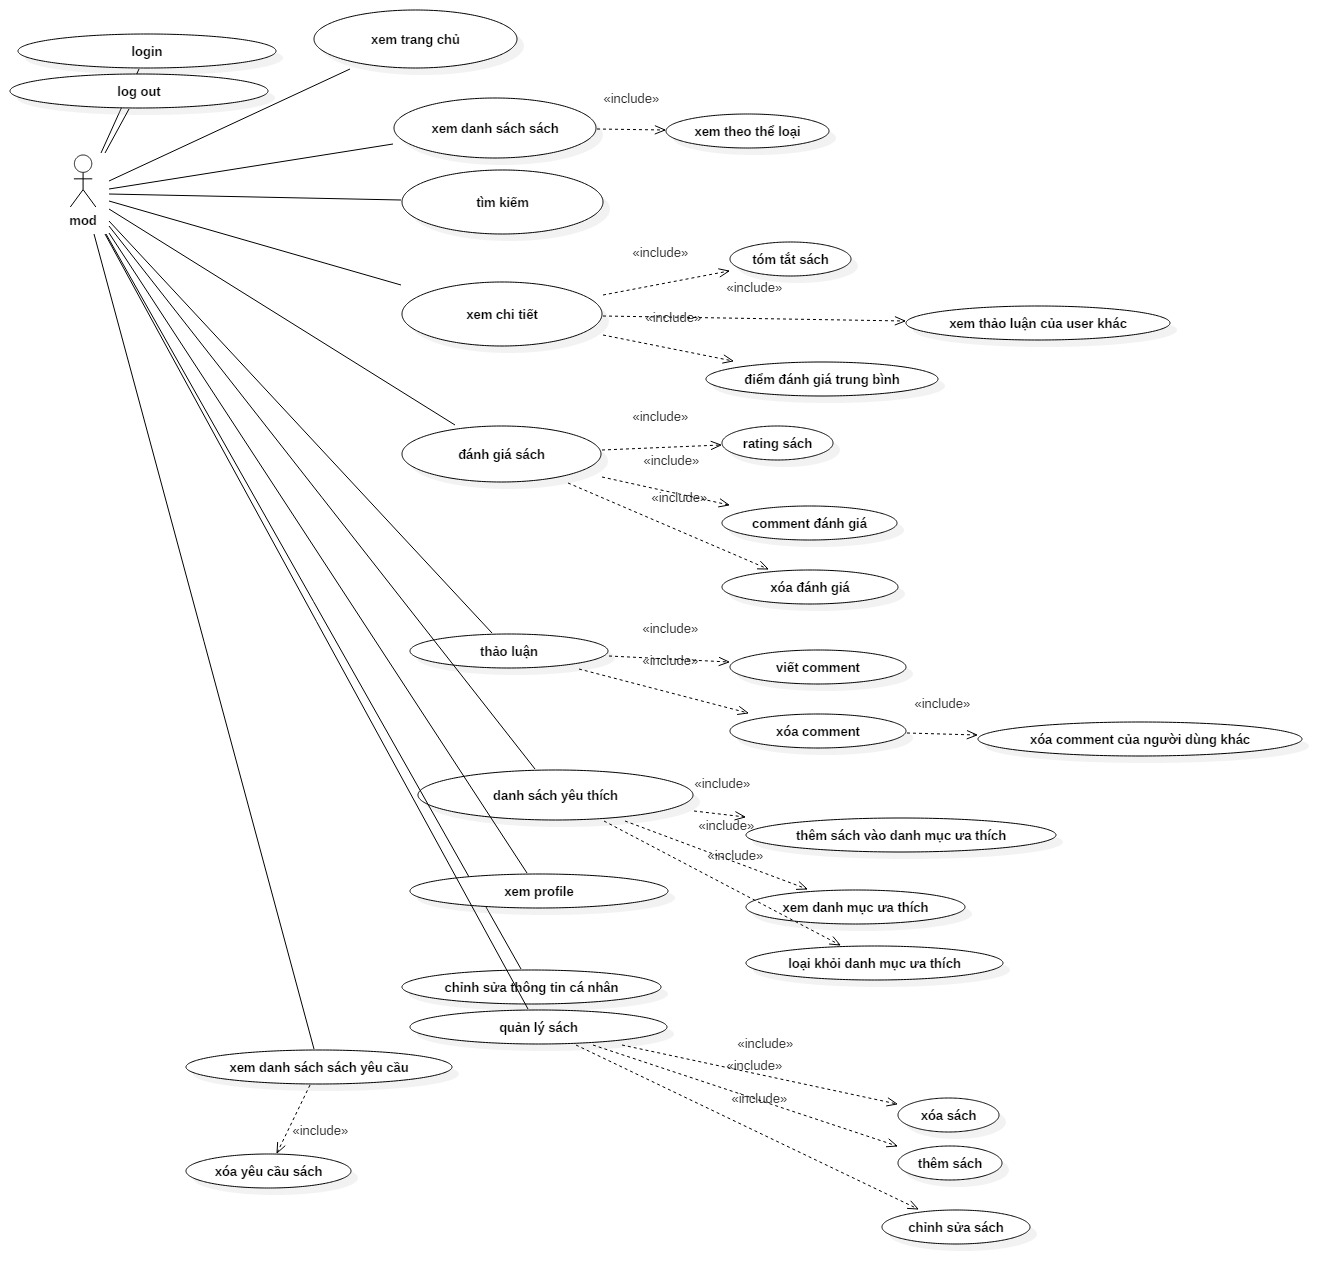 xem trang chủ
login
log out
«include»
xem danh sách sách
xem theo thể loại
tìm kiếm
mod
«include»
tóm tắt sách
«include»
xem chi tiết
«include»
xem thảo luận của user khác
điểm đánh giá trung bình
«include»
rating sách
đánh giá sách
«include»
«include»
comment đánh giá
xóa đánh giá
«include»
thảo luận
«include»
viết comment
«include»
xóa comment
xóa comment của người dùng khác
«include»
danh sách yêu thích
«include»
thêm sách vào danh mục ưa thích
«include»
xem profile
xem danh mục ưa thích
loại khỏi danh mục ưa thích
chỉnh sửa thông tin cá nhân
quản lý sách
«include»
«include»
xem danh sách sách yêu cầu
«include»
xóa sách
«include»
thêm sách
xóa yêu cầu sách
chỉnh sửa sách